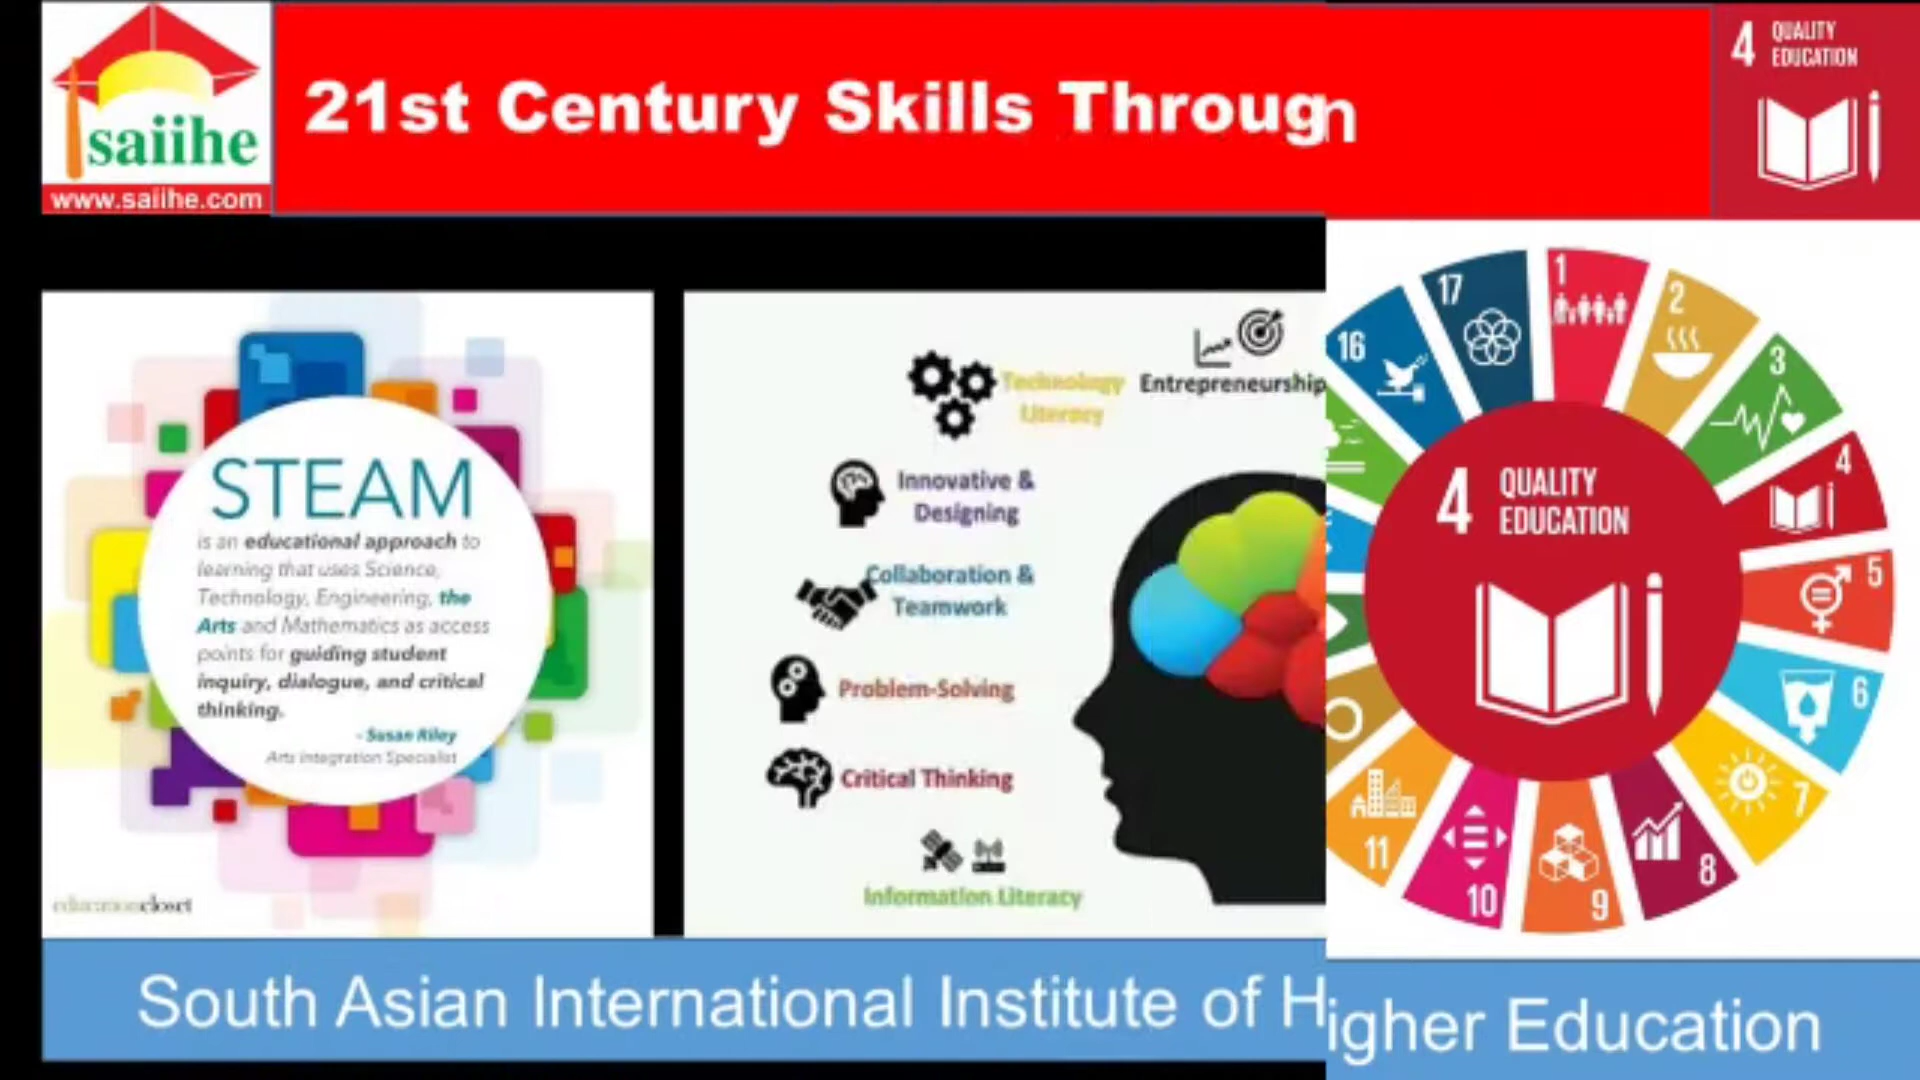 saiihe
www.saiihe.com
21st Century Skills Throug
4 QUALITY
EDUCATION
STEAM
is an educational approach to
learning that uses Science,
Technology, Engineering, the
Arts and Mathematics as access
points for guiding student
inquiry, dialogue, and critical
thinking.
- Susan Riley
Arts Integration Specialist
educationcloset
Entrepreneurship
Technology
Literacy
Innovative &
Designing
Collaboration &
Teamwork
Problem-Solving
Critical Thinking
Information Literacy
17
1
2
16
3
4
4 QUALITY
EDUCATION
5
6
7
11
8
10
9
South Asian International Institute of Higher Education